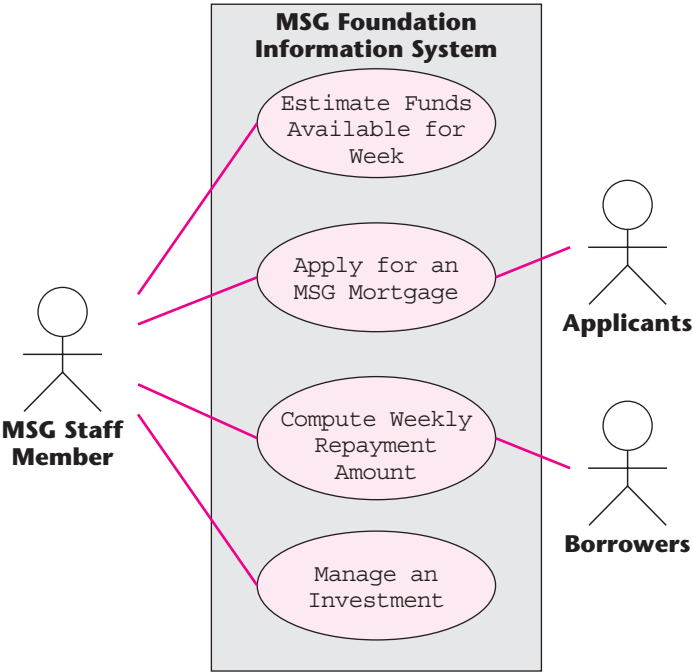 MSG Foundation
Information System
Estimate Funds
Available for
Week
Apply for an
MSG Mortgage
Applicants
MSG Staff
Member
Compute Weekly
Repayment
Amount
Borrowers
Manage an
Investment